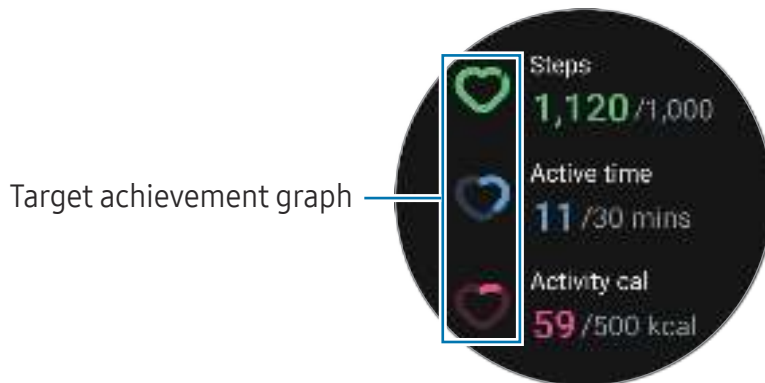 Target achievement graph
Steps
1,120/1,000
Active time
11/30 mins
Activity cal
59/500 kcal